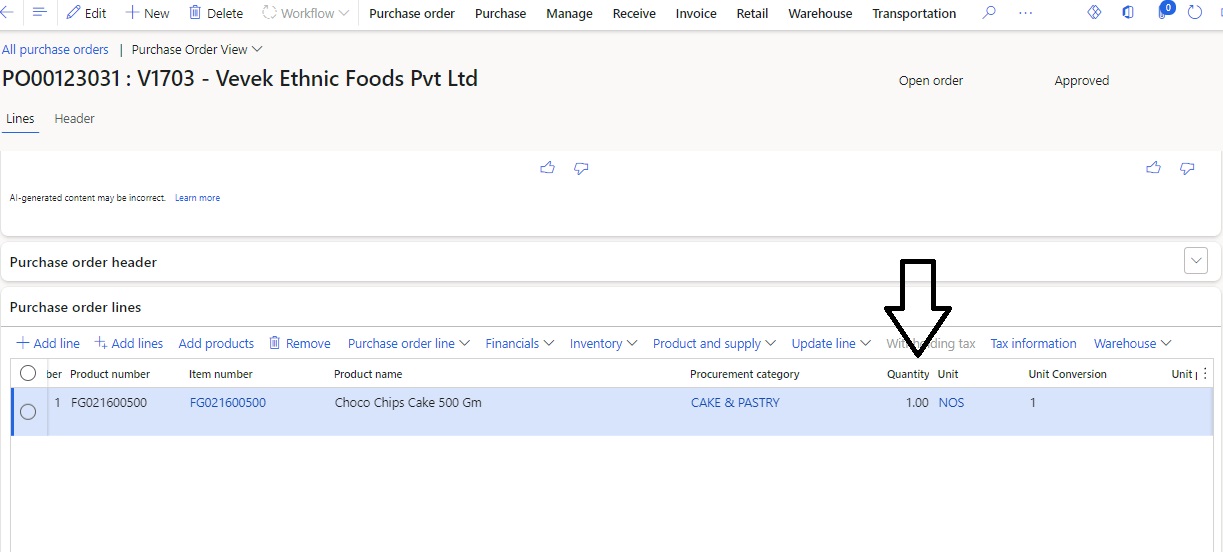 Edit New Delete Workflow Purchase order Purchase Manage Receive Invoice Retail Warehouse Transportation ... 0
All purchase orders | Purchase Order View
PO00123031 : V1703 - Vevek Ethnic Foods Pvt Ltd Open order Approved
Lines Header
AI-generated content may be incorrect. Learn more
Purchase order header
Purchase order lines
Add line Add lines Add products Remove Purchase order line Financials Inventory Product and supply Update line Withholding tax Tax information Warehouse
ber Product number Item number Product name Procurement category Quantity Unit Unit Conversion Unit
1 FG021600500 FG021600500 Choco Chips Cake 500 Gm CAKE & PASTRY 1.00 NOS 1